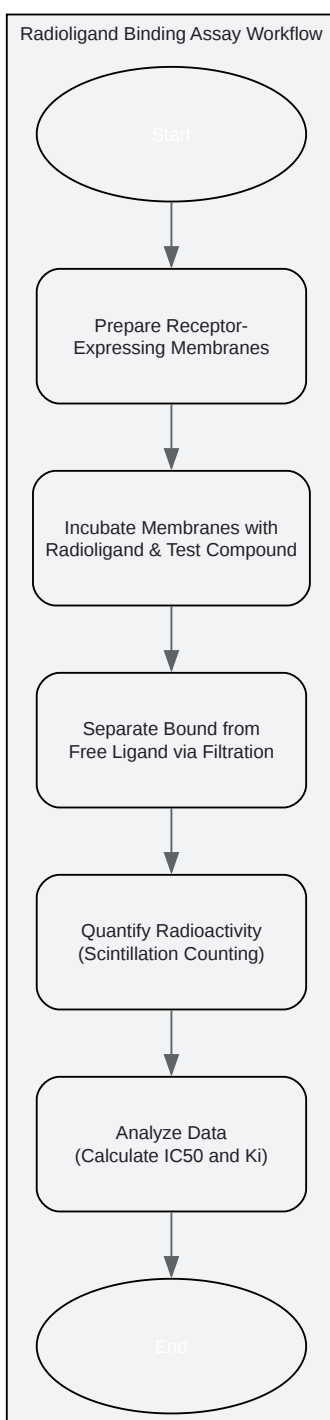 Radioligand Binding Assay Workflow
Start
Prepare Receptor-
Expressing Membranes
Incubate Membranes with
Radioligand & Test Compound
Separate Bound from
Free Ligand via Filtration
Quantify Radioactivity
(Scintillation Counting)
Analyze Data
(Calculate IC50 and Ki)
End